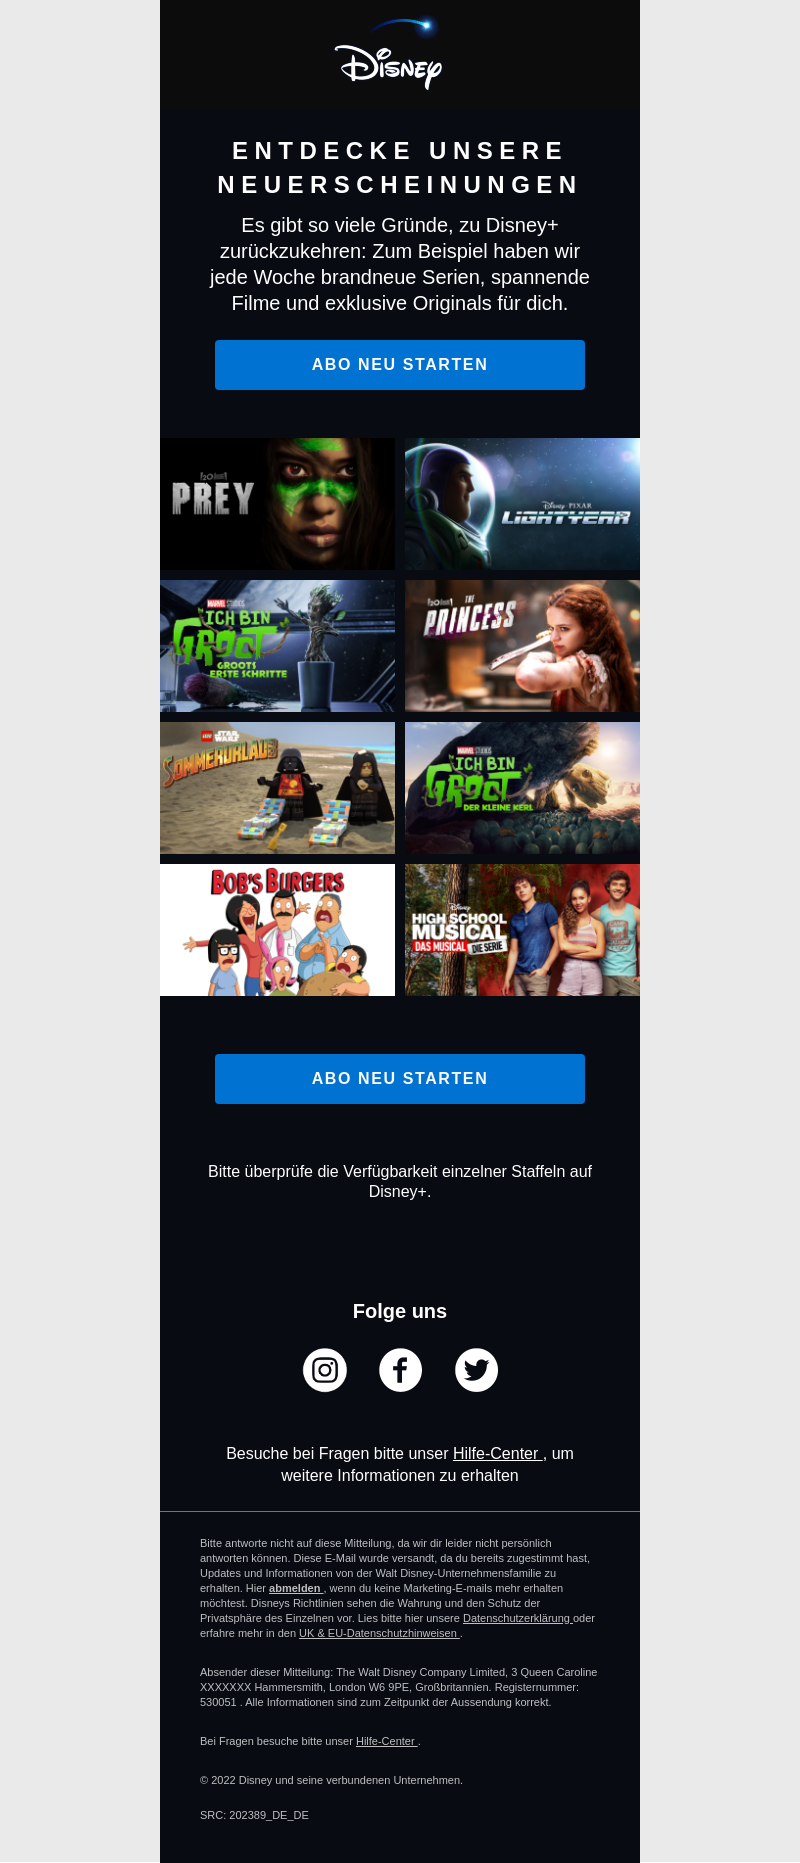 Disney
ENTDECKE UNSERE
NEUERSCHEINUNGEN
Es gibt so viele Gründe, zu Disney+
zurückzukehren: Zum Beispiel haben wir
jede Woche brandneue Serien, spannende
Filme und exklusive Originals für dich.
ABO NEU STARTEN
PREY
Disney PIXAR
LIGHTYEAR
MARVEL STUDIOS
ICH BIN
GROOT
GROOTS
ERSTE SCHRITTE
THE
PRINCESS
LEGO STAR WARS
SOMMERURLAUB
MARVEL STUDIOS
ICH BIN
GROOT
DER KLEINE KERL
BOB'S BURGERS
Disney
HIGH SCHOOL
MUSICAL
DAS MUSICAL DIE SERIE
ABO NEU STARTEN
Bitte überprüfe die Verfügbarkeit einzelner Staffeln auf
Disney+.
Folge uns
Besuche bei Fragen bitte unser Hilfe-Center , um
weitere Informationen zu erhalten
Bitte antworte nicht auf diese Mitteilung, da wir dir leider nicht persönlich
antworten können. Diese E-Mail wurde versandt, da du bereits zugestimmt hast,
Updates und Informationen von der Walt Disney-Unternehmensfamilie zu
erhalten. Hier abmelden , wenn du keine Marketing-E-mails mehr erhalten
möchtest. Disneys Richtlinien sehen die Wahrung und den Schutz der
Privatsphäre des Einzelnen vor. Lies bitte hier unsere Datenschutzerklärung oder
erfahre mehr in den UK & EU-Datenschutzhinweisen .
Absender dieser Mitteilung: The Walt Disney Company Limited, 3 Queen Caroline
XXXXXXX Hammersmith, London W6 9PE, Großbritannien. Registernummer:
530051 . Alle Informationen sind zum Zeitpunkt der Aussendung korrekt.
Bei Fragen besuche bitte unser Hilfe-Center .
© 2022 Disney und seine verbundenen Unternehmen.
SRC: 202389_DE_DE